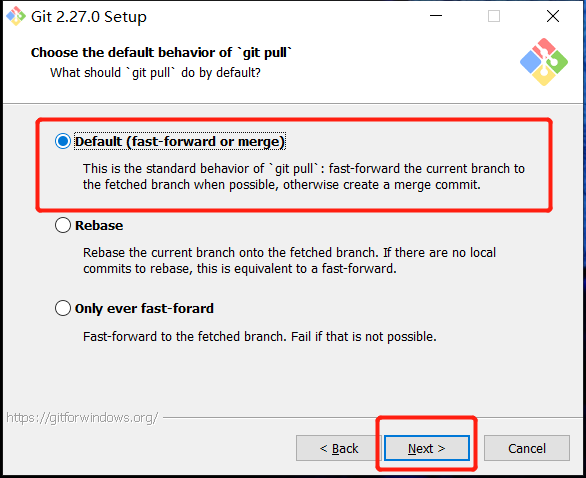 Git 2.27.0 Setup
Choose the default behavior of `git pull`
What should `git pull` do by default?
Default (fast-forward or merge)
This is the standard behavior of `git pull`: fast-forward the current branch to
the fetched branch when possible, otherwise create a merge commit.
Rebase
Rebase the current branch onto the fetched branch. If there are no local
commits to rebase, this is equivalent to a fast-forward.
Only ever fast-forard
Fast-forward to the fetched branch. Fail if that is not possible.
https://gitforwindows.org/
< Back
Next >
Cancel